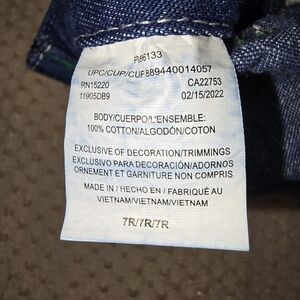 P#86133
UPC/CUP/CUP889440014057
RN15220 CA22753
11905DB9 02/15/2022
BODY/CUERPO/L'ENSEMBLE:
100% COTTON/ALGODÓN/COTON
EXCLUSIVE OF DECORATION/TRIMMINGS
EXCLUSIVO PARA DECORACIÓN/ADORNOS
ORNEMENT ET GARNITURE NON COMPRIS
MADE IN / HECHO EN / FABRIQUÉ AU
VIETNAM/VIETNAM/VIETNAM
7R/7R/7R